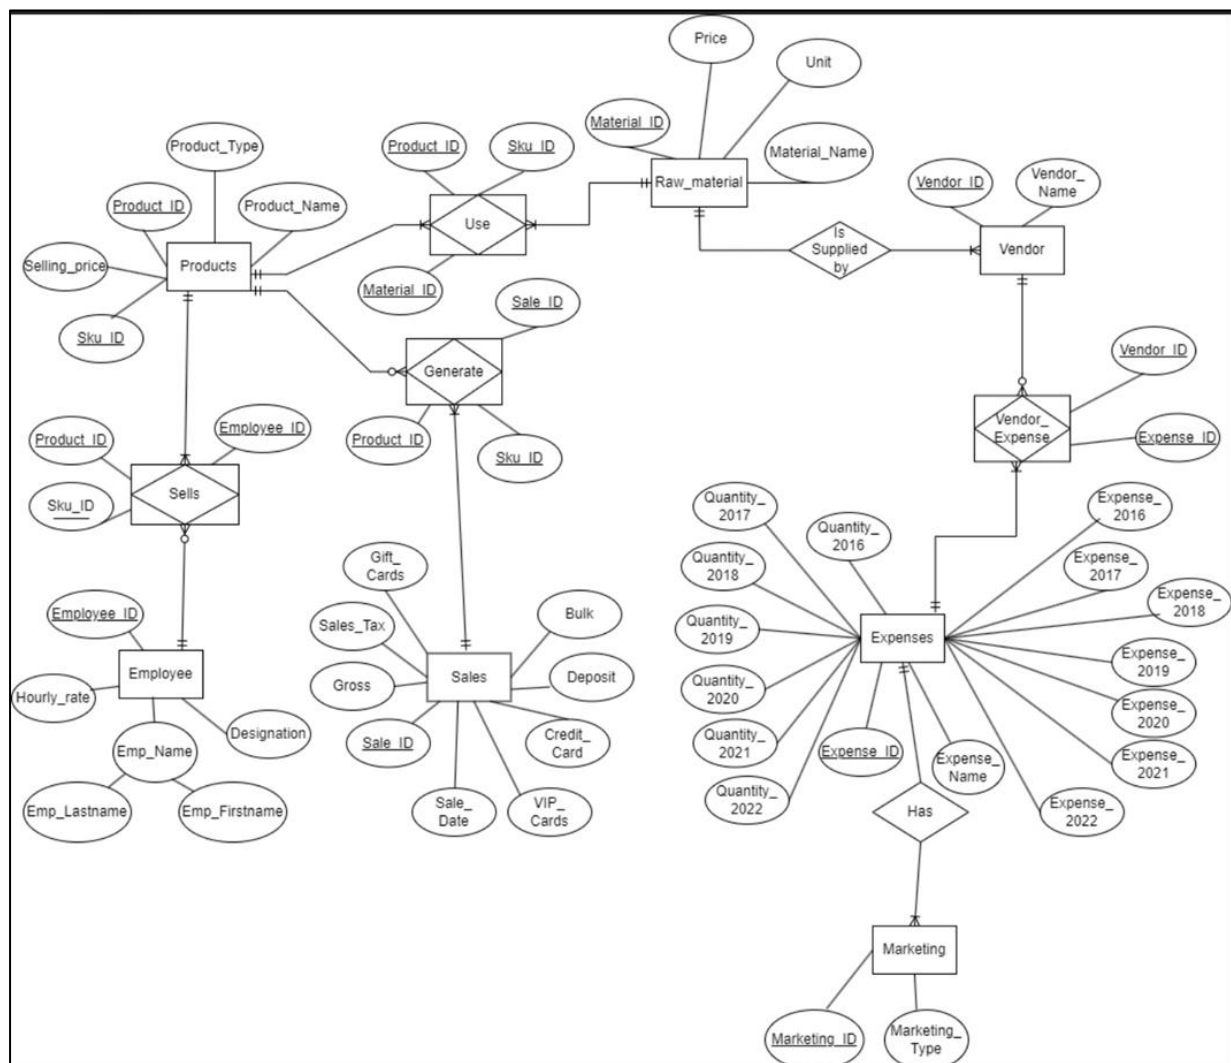 Price
Unit
Material_ID
Material_Name
Raw_material
Product_Type
Product_ID
Product_Name
Selling_price
Products
Sku_ID
Product_ID
Sku_ID
Use
Material_ID
Is
Supplied
by
Vendor_ID
Vendor_
Name
Vendor
Sale_ID
Generate
Product_ID
Sku_ID
Vendor_ID
Vendor_
Expense
Expense_ID
Product_ID
Employee_ID
Sku_ID
Sells
Employee_ID
Employee
Hourly_rate
Emp_Name
Designation
Emp_Lastname
Emp_Firstname
Gift_
Cards
Sales_Tax
Gross
Sale_ID
Sales
Bulk
Deposit
Credit_
Card
Sale_
Date
VIP_
Cards
Quantity_
2017
Quantity_
2016
Quantity_
2018
Quantity_
2019
Quantity_
2020
Quantity_
2021
Quantity_
2022
Expenses
Expense_
2016
Expense_
2017
Expense_
2018
Expense_
2019
Expense_
2020
Expense_
2021
Expense_
2022
Expense_ID
Expense_
Name
Has
Marketing
Marketing_ID
Marketing_
Type